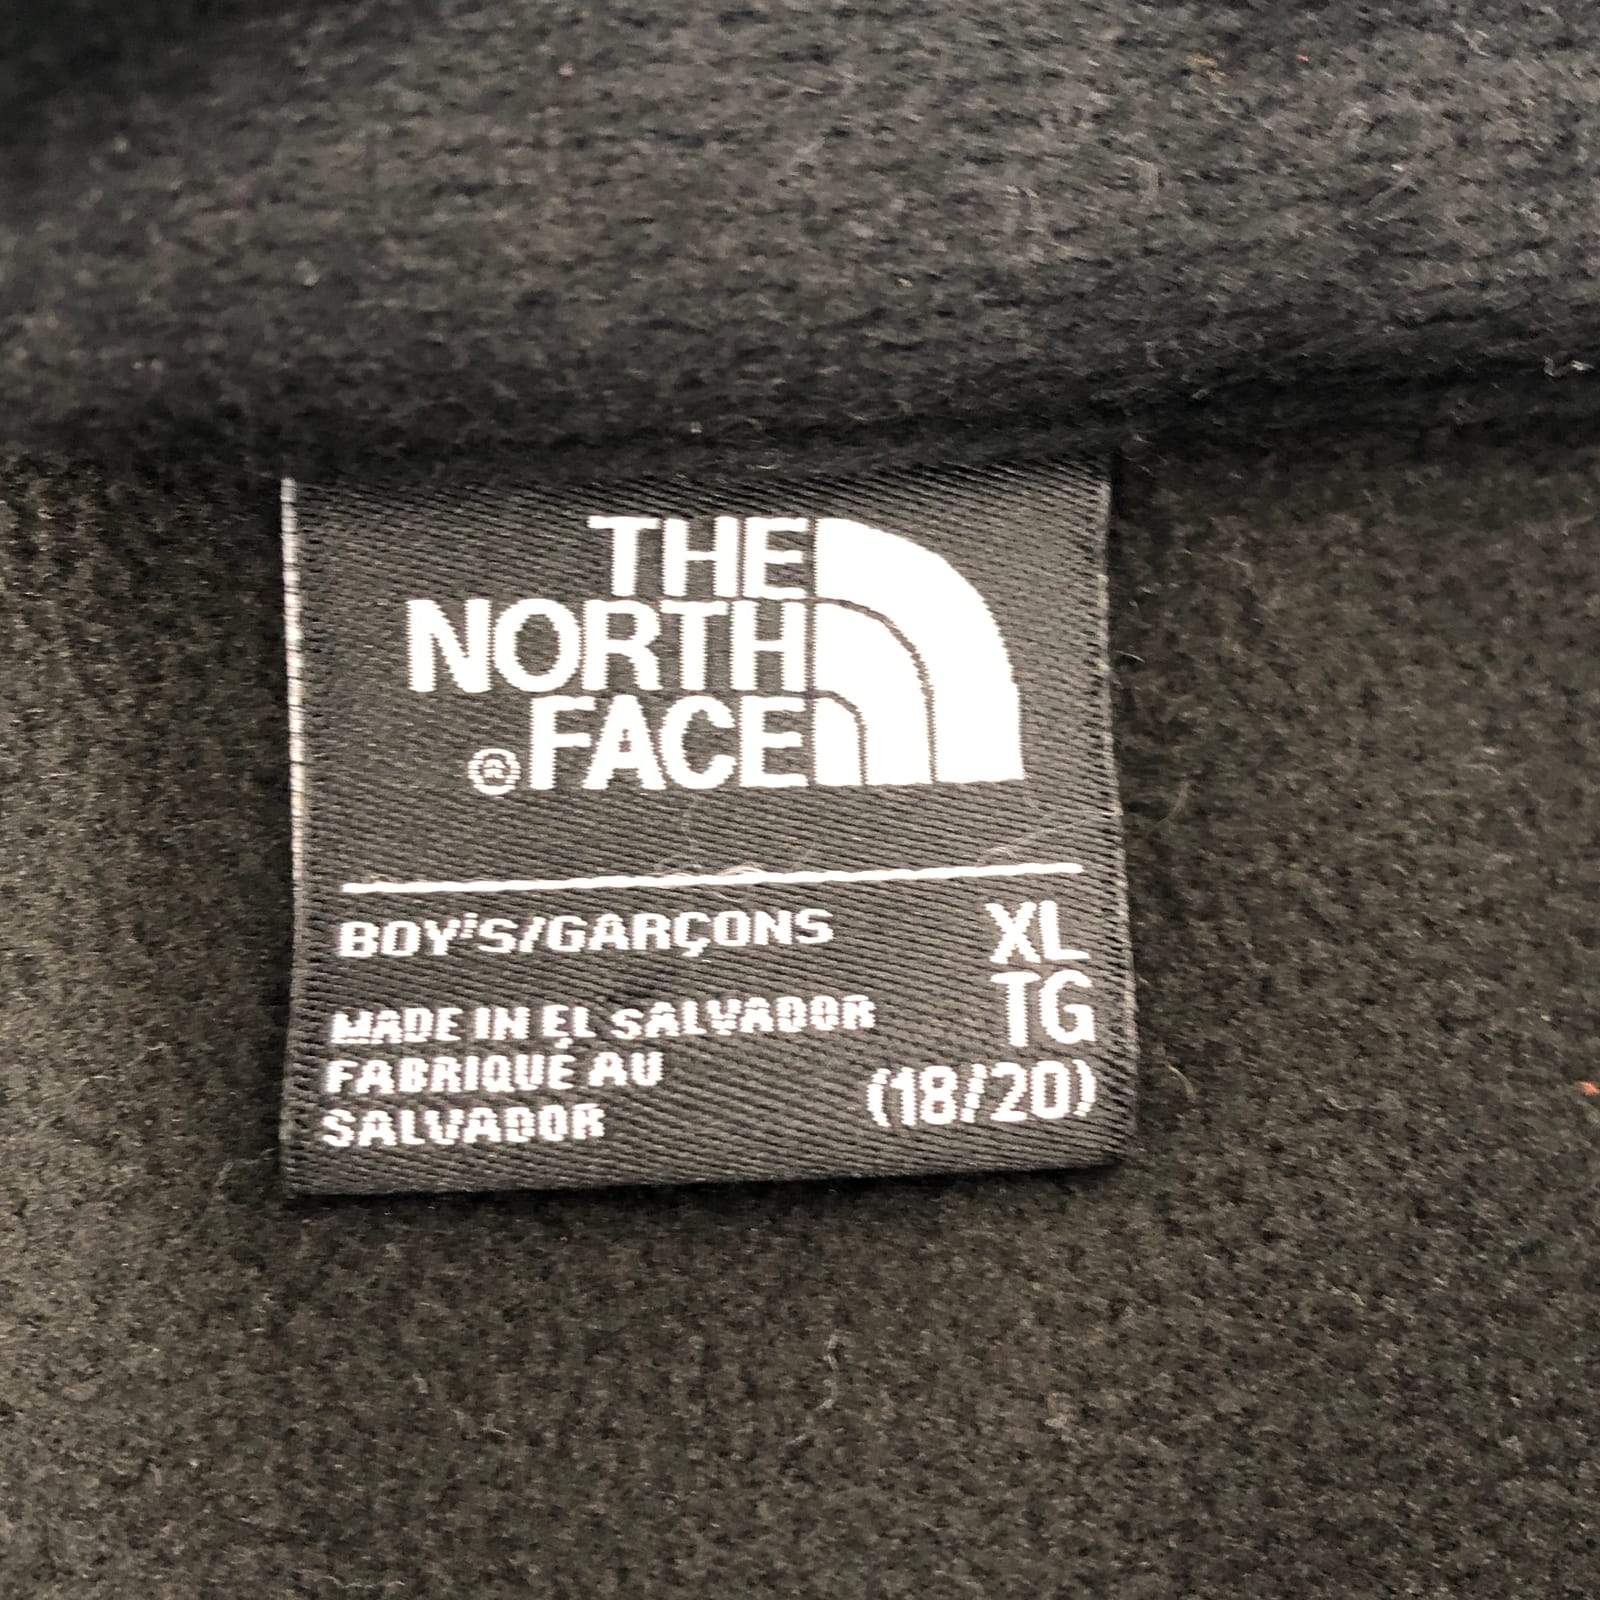 THE
NORTH
®FACE
BOY'S/GARÇONS XL
TG
MADE IN EL SALVADOR
FABRIQUÉ AU
SALVADOR
(18/20)